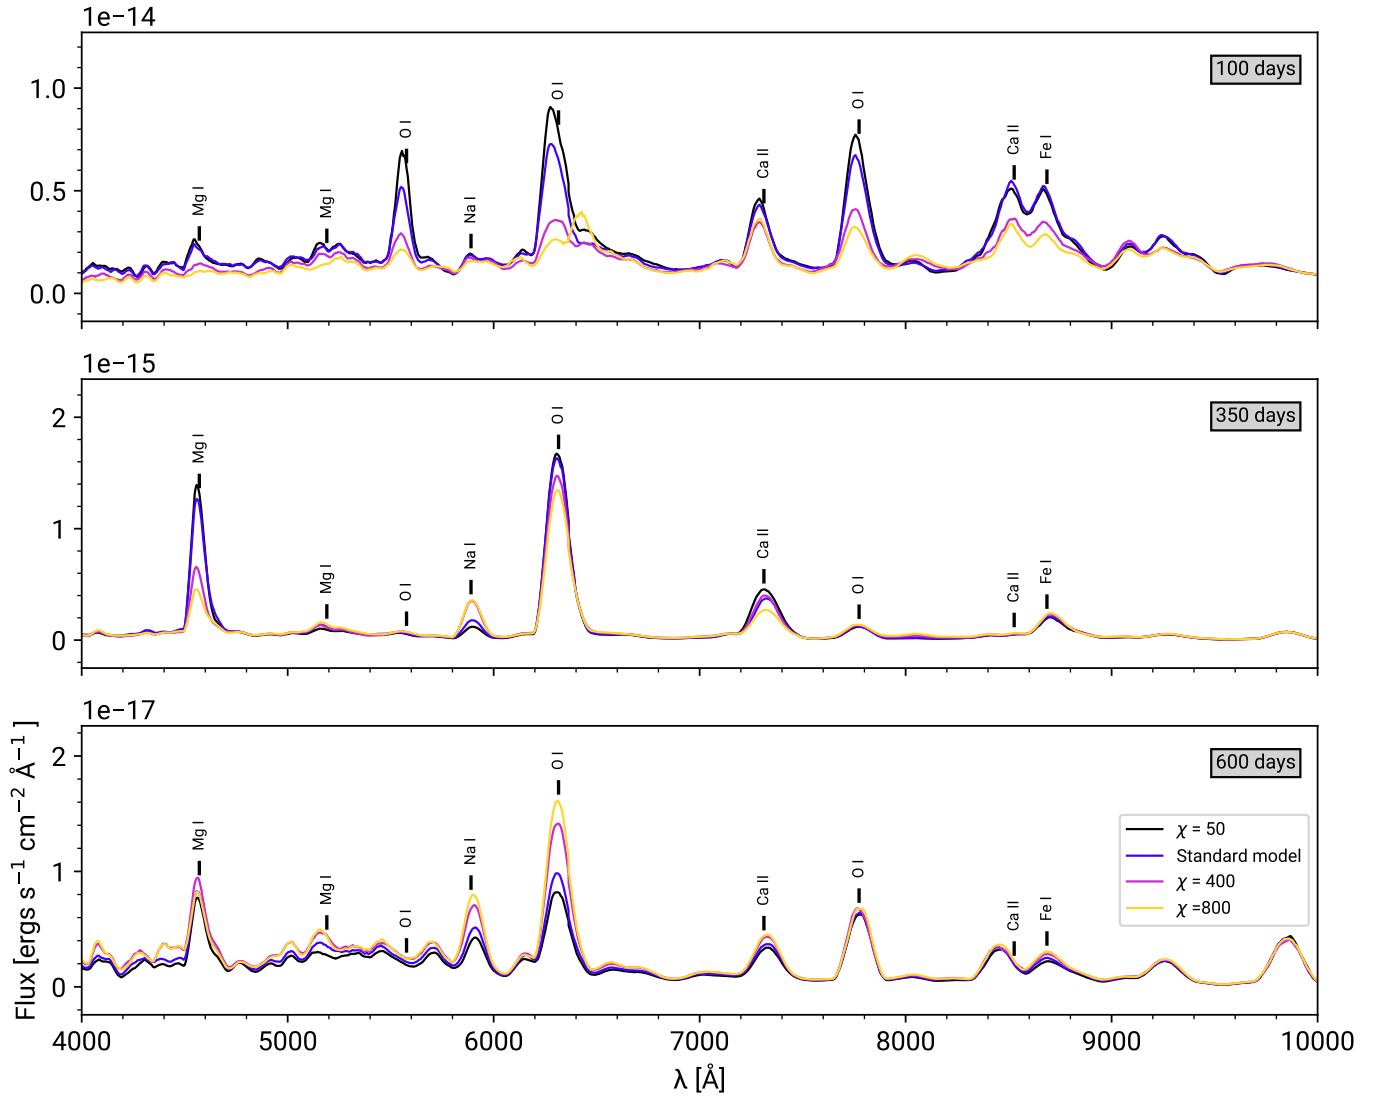 1e−14
100 days
1.0
0.5
0.0
Mg I
Mg I
O I
Na I
O I
Ca II
O I
Ca II
Fe I
1e−15
350 days
2
1
0
Mg I
Mg I
O I
Na I
O I
Ca II
O I
Ca II
Fe I
1e−17
600 days
2
1
0
Mg I
Mg I
O I
Na I
O I
Ca II
O I
Ca II
Fe I
χ = 50
Standard model
χ = 400
χ =800
Flux [ergs s⁻¹ cm⁻² Å⁻¹]
4000 5000 6000 7000 8000 9000 10000
λ [Å]